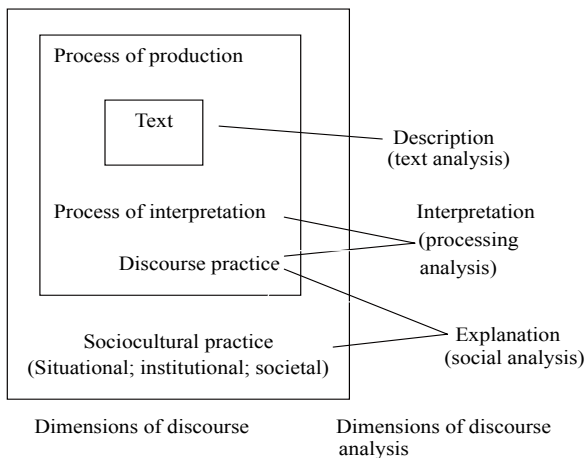 Process of production
Text
Description
(text analysis)
Process of interpretation
Interpretation
(processing
analysis)
Discourse practice
Sociocultural practice
(Situational; institutional; societal)
Explanation
(social analysis)
Dimensions of discourse
Dimensions of discourse
analysis